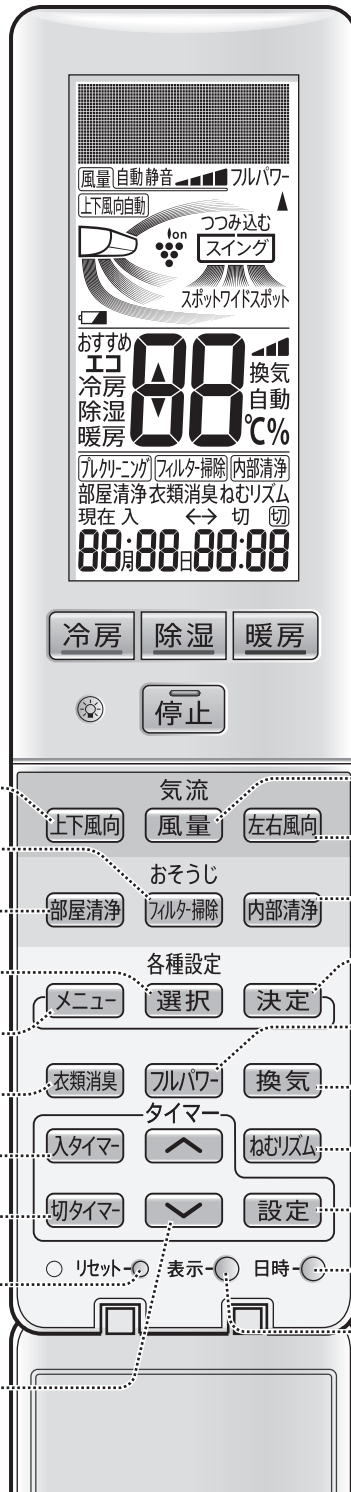 風量 自動 静音 フルパワー
上下風向自動
ion
つつみ込む
スイング
スポットワイドスポット
おすすめ
エコ
冷房
除湿
暖房
88
換気
自動
℃%
プレクリーニング フィルター掃除 内部清浄
部屋清浄 衣類消臭 ねむリズム
現在 入 ←→ 切 切
88月88日88:88
冷房 除湿 暖房
停止
気流
上下風向 風量 左右風向
おそうじ
部屋清浄 フィルター掃除 内部清浄
各種設定
メニュー 選択 決定
衣類消臭 フルパワー 換気
タイマー
入タイマー ねむリズム
切タイマー 設定
リセット 表示 日時